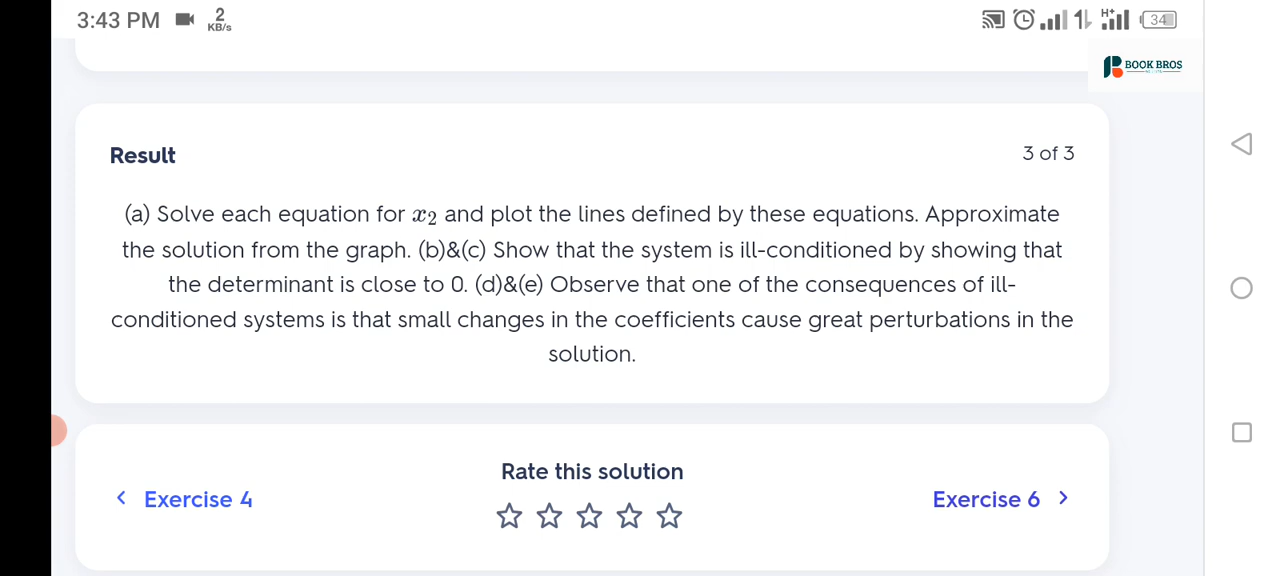 3:43 PM 2 KB/s H+ 34
BOOK BROS
Result 3 of 3
(a) Solve each equation for x₂ and plot the lines defined by these equations. Approximate
the solution from the graph. (b)&(c) Show that the system is ill-conditioned by showing that
the determinant is close to 0. (d)&(e) Observe that one of the consequences of ill-
conditioned systems is that small changes in the coefficients cause great perturbations in the
solution.
Rate this solution
Exercise 4 Exercise 6